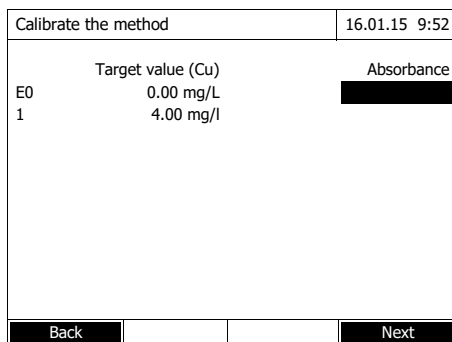 Calibrate the method 16.01.15 9:52
Target value (Cu) Absorbance
E0 0.00 mg/L
1 4.00 mg/l
Back Next